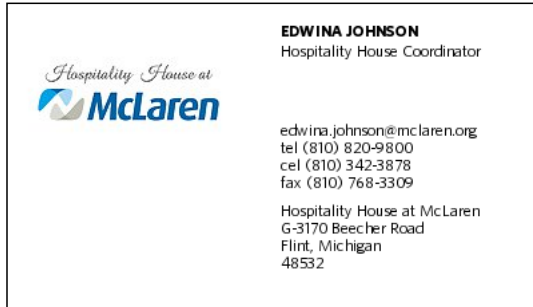 Hospitality House at
McLaren
EDWINA JOHNSON
Hospitality House Coordinator
edwina.johnson@mclaren.org
tel (810) 820-9800
cel (810) 342-3878
fax (810) 768-3309
Hospitality House at McLaren
G-3170 Beecher Road
Flint, Michigan
48532